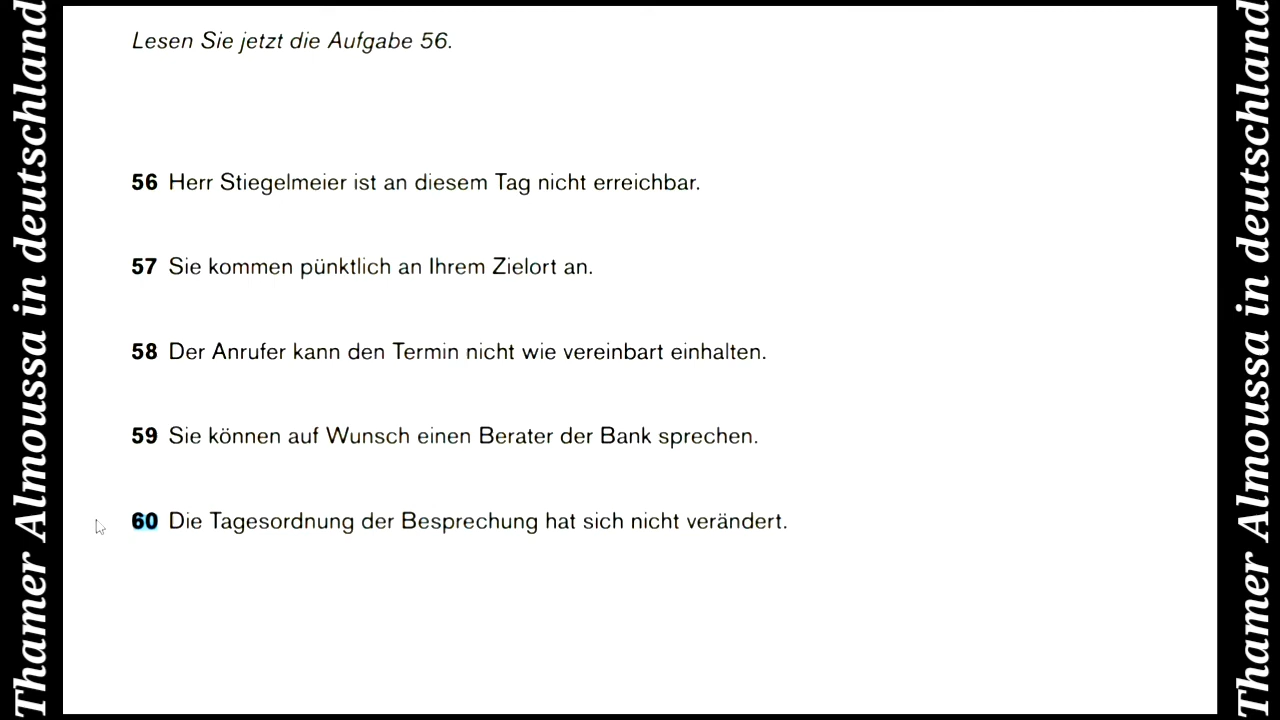 Thamer Almoussa in deutschland
Lesen Sie jetzt die Aufgabe 56.
56 Herr Stiegelmeier ist an diesem Tag nicht erreichbar.
57 Sie kommen pünktlich an Ihrem Zielort an.
58 Der Anrufer kann den Termin nicht wie vereinbart einhalten.
59 Sie können auf Wunsch einen Berater der Bank sprechen.
60 Die Tagesordnung der Besprechung hat sich nicht verändert.
Thamer Almoussa in deutschland